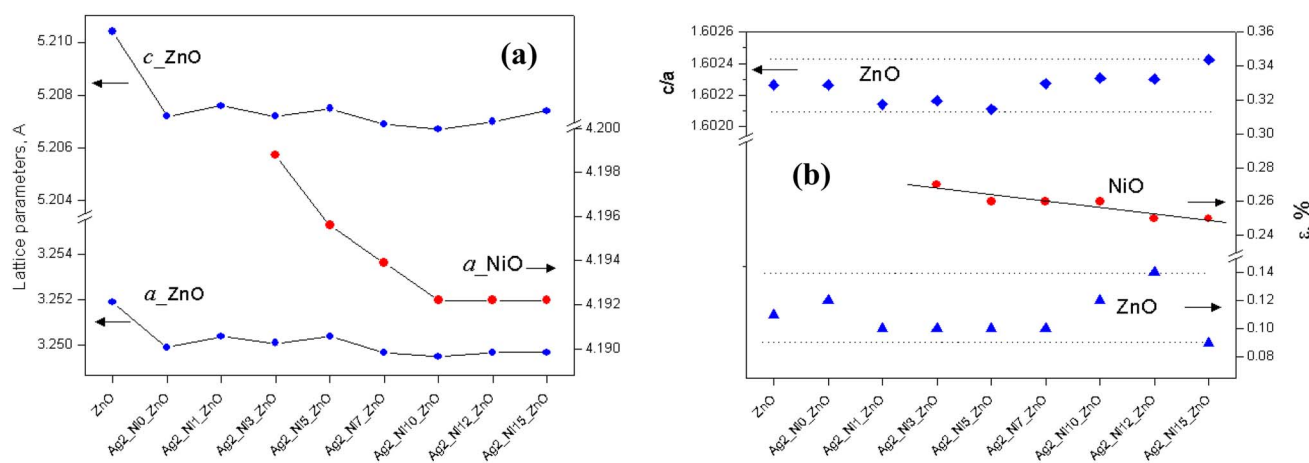 (a)
5.210
5.208
5.206
5.204
3.254
3.252
3.250
Lattice parameters, A
c_ZnO
a_ZnO
a_NiO
4.200
4.198
4.196
4.194
4.192
4.190
ZnO
Ag2_Ni0_ZnO
Ag2_Ni1_ZnO
Ag2_Ni3_ZnO
Ag2_Ni5_ZnO
Ag2_Ni7_ZnO
Ag2_Ni10_ZnO
Ag2_Ni12_ZnO
Ag2_Ni15_ZnO
(b)
1.6026
1.6024
1.6022
1.6020
c/a
ZnO
NiO
ZnO
0.36
0.34
0.32
0.30
0.26
0.24
0.14
0.12
0.10
0.08
ε, %
ZnO
Ag2_Ni0_ZnO
Ag2_Ni1_ZnO
Ag2_Ni3_ZnO
Ag2_Ni5_ZnO
Ag2_Ni7_ZnO
Ag2_Ni10_ZnO
Ag2_Ni12_ZnO
Ag2_Ni15_ZnO